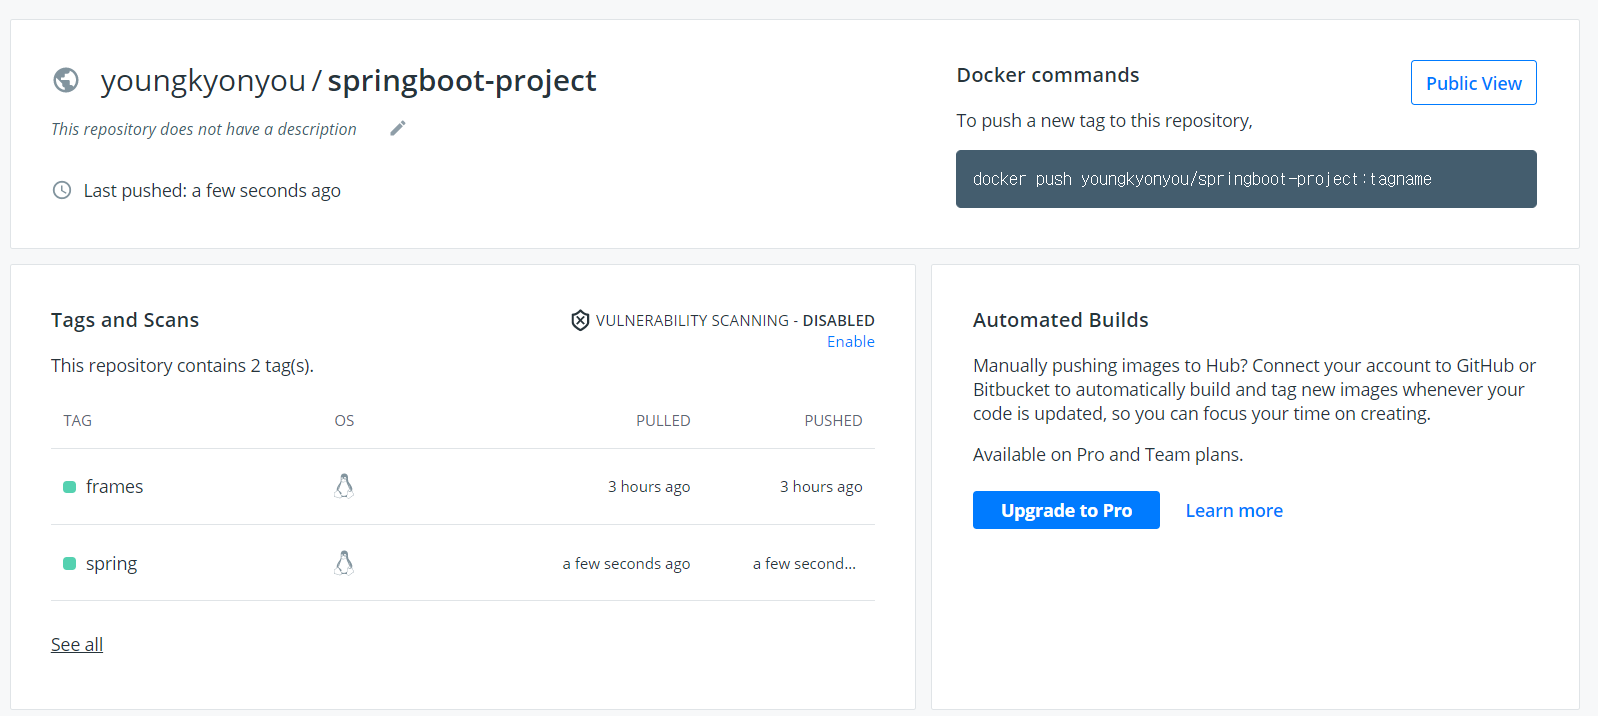 youngkyonyou / springboot-project
This repository does not have a description
Last pushed: a few seconds ago
Docker commands
Public View
To push a new tag to this repository,
docker push youngkyonyou/springboot-project:tagname
Tags and Scans
VULNERABILITY SCANNING - DISABLED
Enable
This repository contains 2 tag(s).
TAG OS PULLED PUSHED
frames 3 hours ago 3 hours ago
spring a few seconds ago a few second...
See all
Automated Builds
Manually pushing images to Hub? Connect your account to GitHub or
Bitbucket to automatically build and tag new images whenever your
code is updated, so you can focus your time on creating.
Available on Pro and Team plans.
Upgrade to Pro Learn more